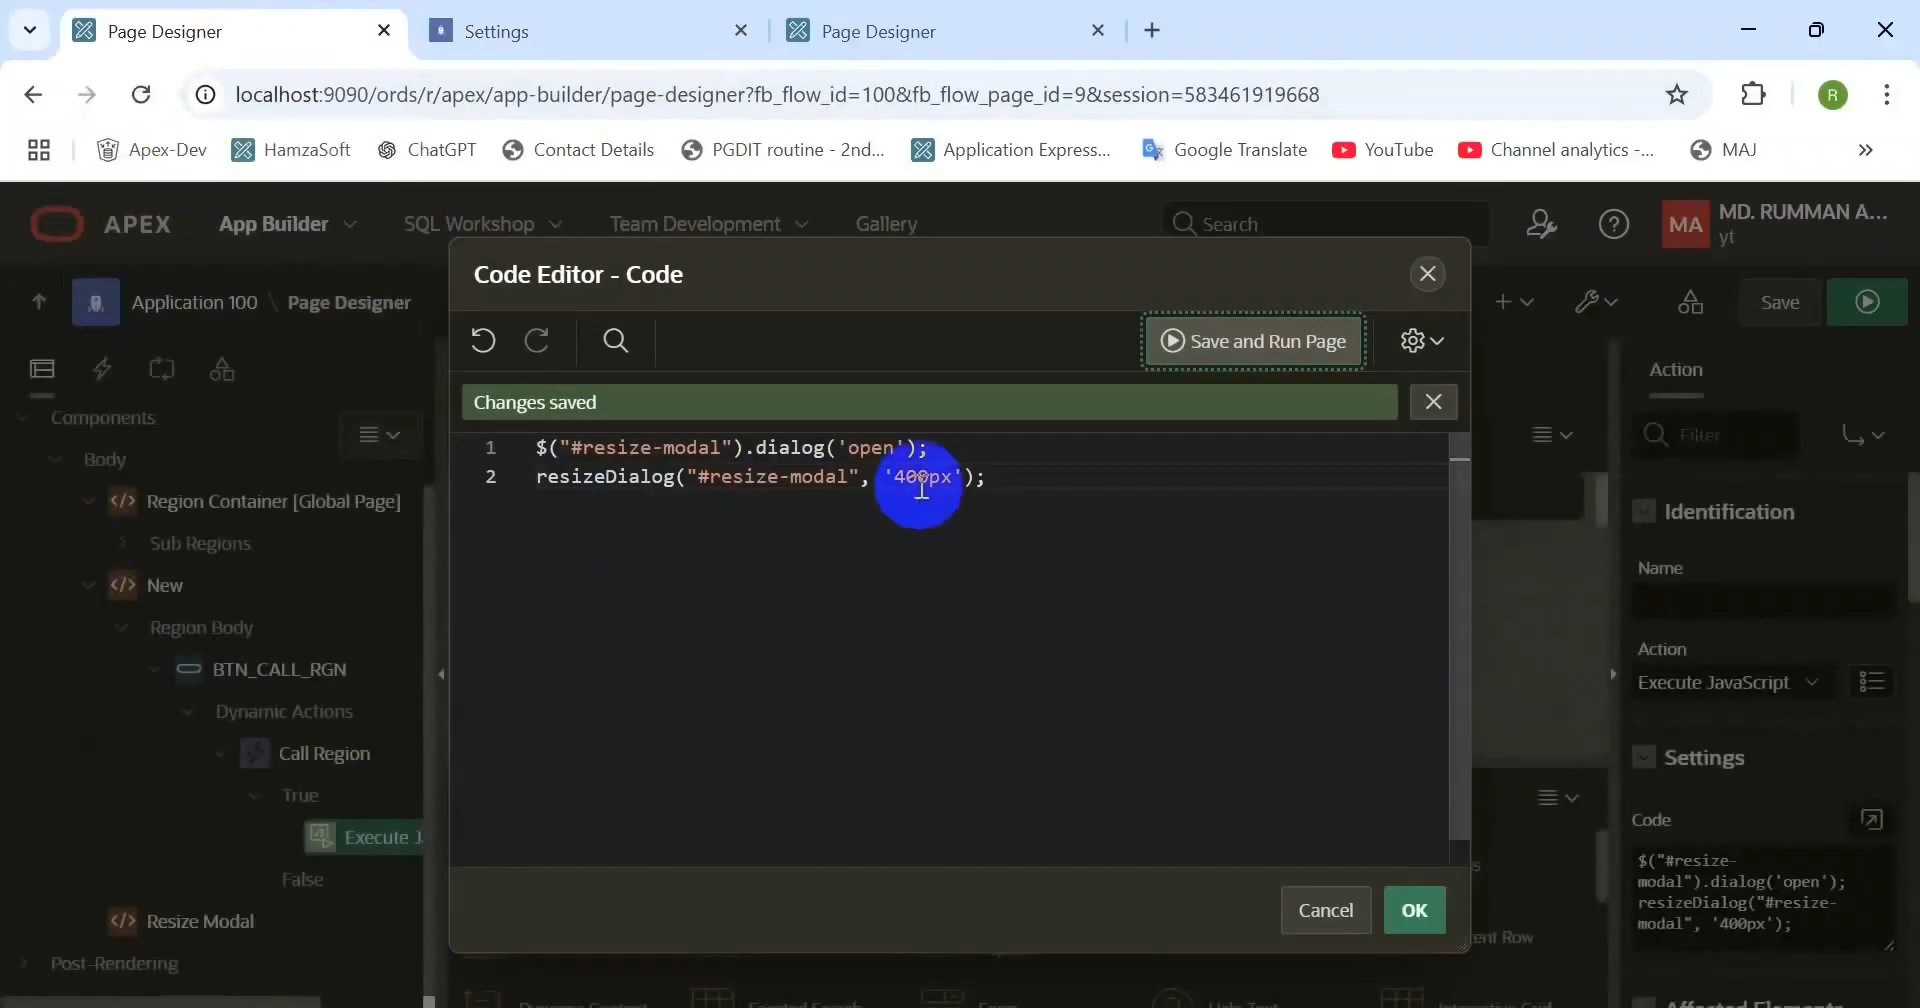 Page Designer
Settings
Page Designer
localhost:9090/ords/r/apex/app-builder/page-designer?fb_flow_id=100&fb_flow_page_id=9&session=583461919668
R
Apex-Dev
HamzaSoft
ChatGPT
Contact Details
PGDIT routine - 2nd...
Application Express...
Google Translate
YouTube
Channel analytics -...
MAJ
APEX
App Builder
SQL Workshop
Team Development
Gallery
Search
MA
MD. RUMMAN A...
yt
Application 100 \ Page Designer
Save
Code Editor - Code
Save and Run Page
Changes saved
1 $("#resize-modal").dialog('open');
2 resizeDialog("#resize-modal", '400px');
Cancel
OK
Components
Body
Region Container [Global Page]
Sub Regions
New
Region Body
BTN_CALL_RGN
Dynamic Actions
Call Region
True
Execute J
False
Resize Modal
Post-Rendering
Action
Filter
Identification
Name
Action
Execute JavaScript
Settings
Code
$("#resize-
modal").dialog('open');
resizeDialog("#resize-
modal", '400px');
Affected Elements
ent Row